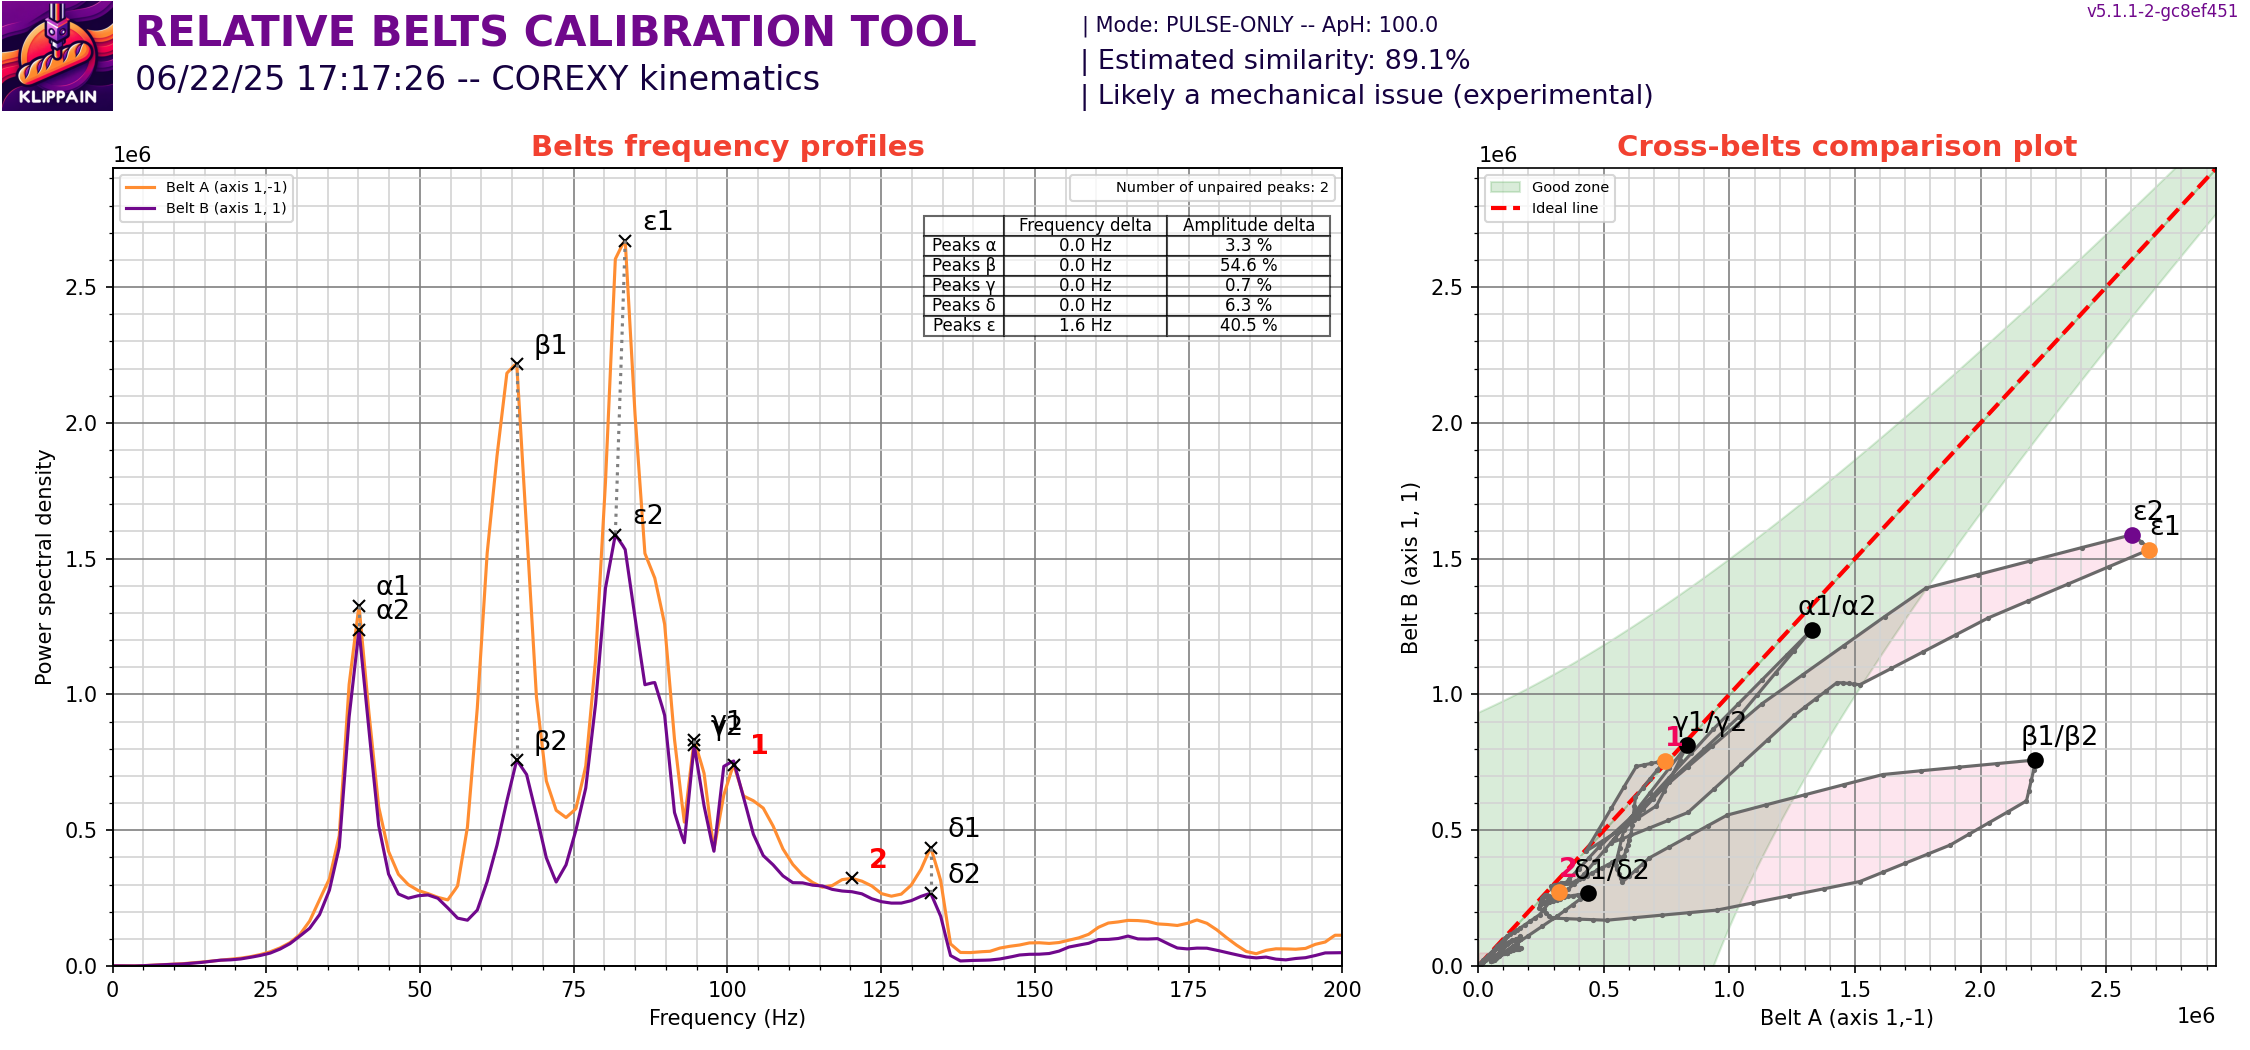 KLIPPAIN
RELATIVE BELTS CALIBRATION TOOL
06/22/25 17:17:26 -- COREXY kinematics
| Mode: PULSE-ONLY -- ApH: 100.0
| Estimated similarity: 89.1%
| Likely a mechanical issue (experimental)
v5.1.1-2-gc8ef451
Belts frequency profiles
1e6
Belt A (axis 1,-1)
Belt B (axis 1, 1)
Number of unpaired peaks: 2
Frequency delta Amplitude delta
Peaks α 0.0 Hz 3.3 %
Peaks β 0.0 Hz 54.6 %
Peaks γ 0.0 Hz 0.7 %
Peaks δ 0.0 Hz 6.3 %
Peaks ε 1.6 Hz 40.5 %
ε1
β1
ε2
α1
α2
β2
γ1
γ2
1
δ1
2
δ2
Power spectral density
2.5
2.0
1.5
1.0
0.5
0.0
0 25 50 75 100 125 150 175 200
Frequency (Hz)
Cross-belts comparison plot
1e6
Good zone
Ideal line
ε2
ε1
α1/α2
γ1/γ2
1
β1/β2
2
δ1/δ2
Belt B (axis 1, 1)
2.5
2.0
1.5
1.0
0.5
0.0
0.0 0.5 1.0 1.5 2.0 2.5
Belt A (axis 1,-1)
1e6